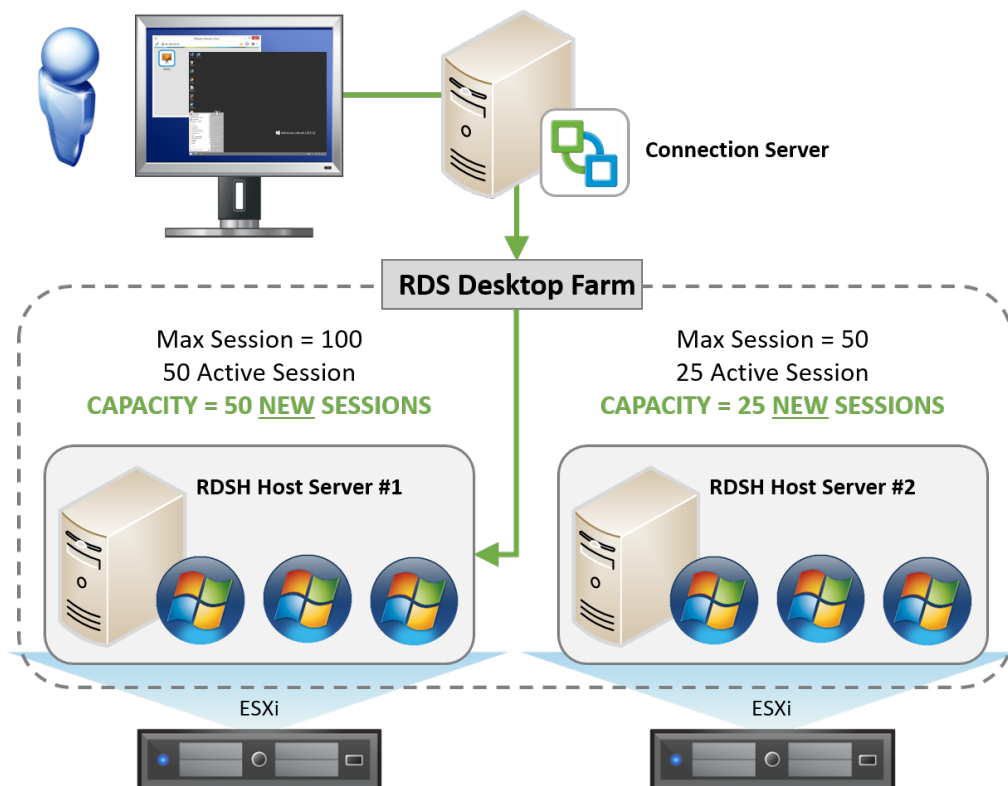 Connection Server
RDS Desktop Farm
Max Session = 100
50 Active Session
CAPACITY = 50 NEW SESSIONS
Max Session = 50
25 Active Session
CAPACITY = 25 NEW SESSIONS
RDSH Host Server #1
RDSH Host Server #2
ESXi
ESXi